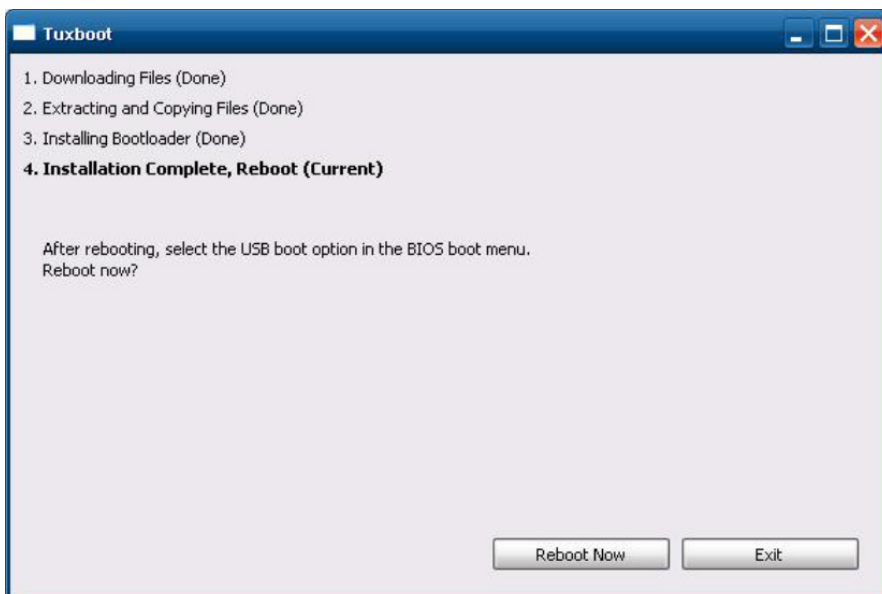 Tuxboot
1. Downloading Files (Done)
2. Extracting and Copying Files (Done)
3. Installing Bootloader (Done)
4. Installation Complete, Reboot (Current)
After rebooting, select the USB boot option in the BIOS boot menu.
Reboot now?
Reboot Now
Exit